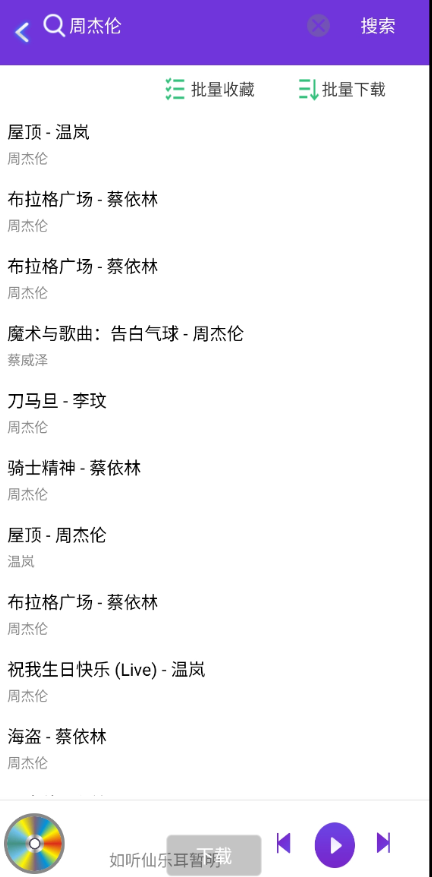 周杰伦
搜索
批量收藏
批量下载
屋顶 - 温岚
周杰伦
布拉格广场 - 蔡依林
周杰伦
布拉格广场 - 蔡依林
周杰伦
魔术与歌曲：告白气球 - 周杰伦
蔡威泽
刀马旦 - 李玟
周杰伦
骑士精神 - 蔡依林
周杰伦
屋顶 - 周杰伦
温岚
布拉格广场 - 蔡依林
周杰伦
祝我生日快乐 (Live) - 温岚
周杰伦
海盗 - 蔡依林
周杰伦
如听仙乐耳暂明
下载